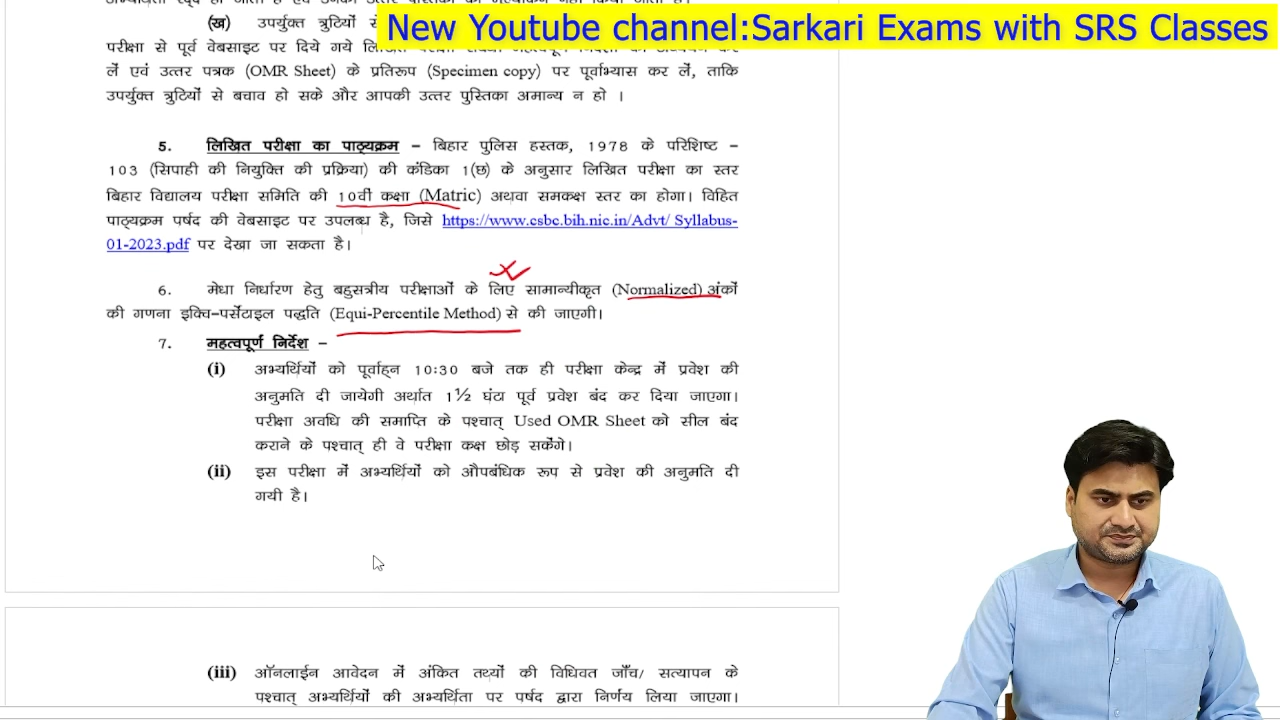 New Youtube channel:Sarkari Exams with SRS Classes
(ख) उपर्युक्त त्रुटियों से
परीक्षा से पूर्व वेबसाइट पर दिये गये
लें एवं उत्तर पत्रक (OMR Sheet) के प्रतिरूप (Specimen copy) पर पूर्वाभ्यास कर लें, ताकि
उपर्युक्त त्रुटियों से बचाव हो सके और आपकी उत्तर पुस्तिका अमान्य न हो ।
5. लिखित परीक्षा का पाठ्यक्रम – बिहार पुलिस हस्तक, 1978 के परिशिष्ट –
103 (सिपाही की नियुक्ति की प्रक्रिया) की कंडिका 1(छ) के अनुसार लिखित परीक्षा का स्तर
बिहार विद्यालय परीक्षा समिति की 10वीं कक्षा (Matric) अथवा समकक्ष स्तर का होगा। विहित
पाठ्यक्रम पर्षद की वेबसाइट पर उपलब्ध है, जिसे https://www.csbc.bih.nic.in/Advt/ Syllabus-
01-2023.pdf पर देखा जा सकता है।
6. मेधा निर्धारण हेतु बहुसत्रीय परीक्षाओं के लिए सामान्यीकृत (Normalized) अंकों
की गणना इक्वि-पर्सेंटाइल पद्धति (Equi-Percentile Method) से की जाएगी।
7. महत्वपूर्ण निर्देश –
(i) अभ्यर्थियों को पूर्वाह्न 10:30 बजे तक ही परीक्षा केन्द्र में प्रवेश की
अनुमति दी जायेगी अर्थात 1½ घंटा पूर्व प्रवेश बंद कर दिया जाएगा।
परीक्षा अवधि की समाप्ति के पश्चात् Used OMR Sheet को सील बंद
कराने के पश्चात् ही वे परीक्षा कक्ष छोड़ सकेंगे।
(ii) इस परीक्षा में अभ्यर्थियों को औपबंधिक रूप से प्रवेश की अनुमति दी
गयी है।
(iii) ऑनलाईन आवेदन में अंकित तथ्यों की विधिवत जाँच/ सत्यापन के
पश्चात् अभ्यर्थियों की अभ्यर्थिता पर पर्षद द्वारा निर्णय लिया जाएगा।